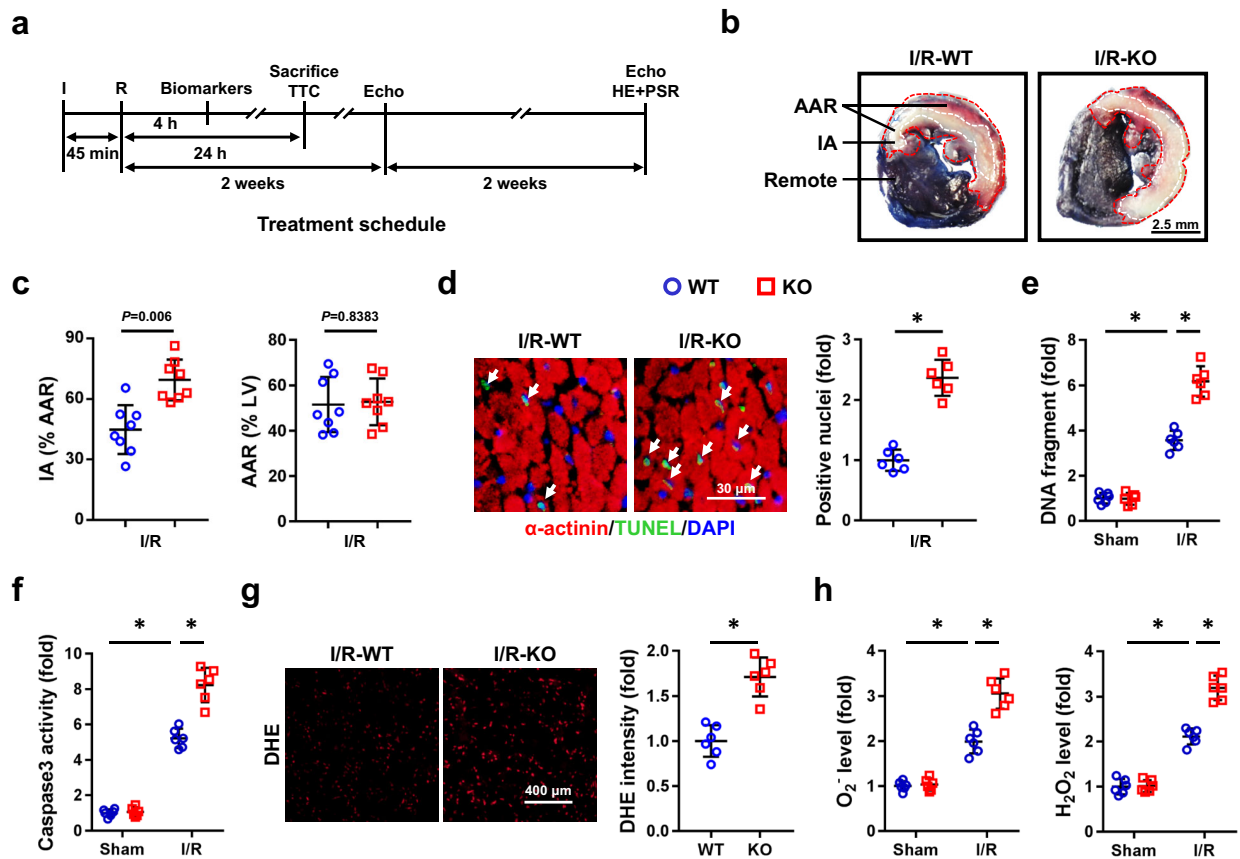 a
I
R
Biomarkers
Sacrifice
TTC
Echo
Echo
HE+PSR
4 h
45 min
24 h
2 weeks
2 weeks
Treatment schedule
b
I/R-WT
I/R-KO
AAR
IA
Remote
2.5 mm
c
P=0.006
IA (% AAR)
90
60
30
0
I/R
P=0.8383
AAR (% LV)
80
60
40
20
0
I/R
d
WT
KO
I/R-WT
I/R-KO
30 μm
α-actinin/TUNEL/DAPI
*
Positive nuclei (fold)
3
2
1
0
I/R
e
* *
DNA fragment (fold)
8
6
4
2
0
Sham I/R
f
* *
Caspase3 activity (fold)
10
8
6
4
2
0
Sham I/R
g
I/R-WT
I/R-KO
DHE
400 μm
*
DHE intensity (fold)
2.0
1.5
1.0
0.5
0.0
WT KO
h
* *
O₂⁻ level (fold)
4
3
2
1
0
Sham I/R
* *
H₂O₂ level (fold)
4
3
2
1
0
Sham I/R